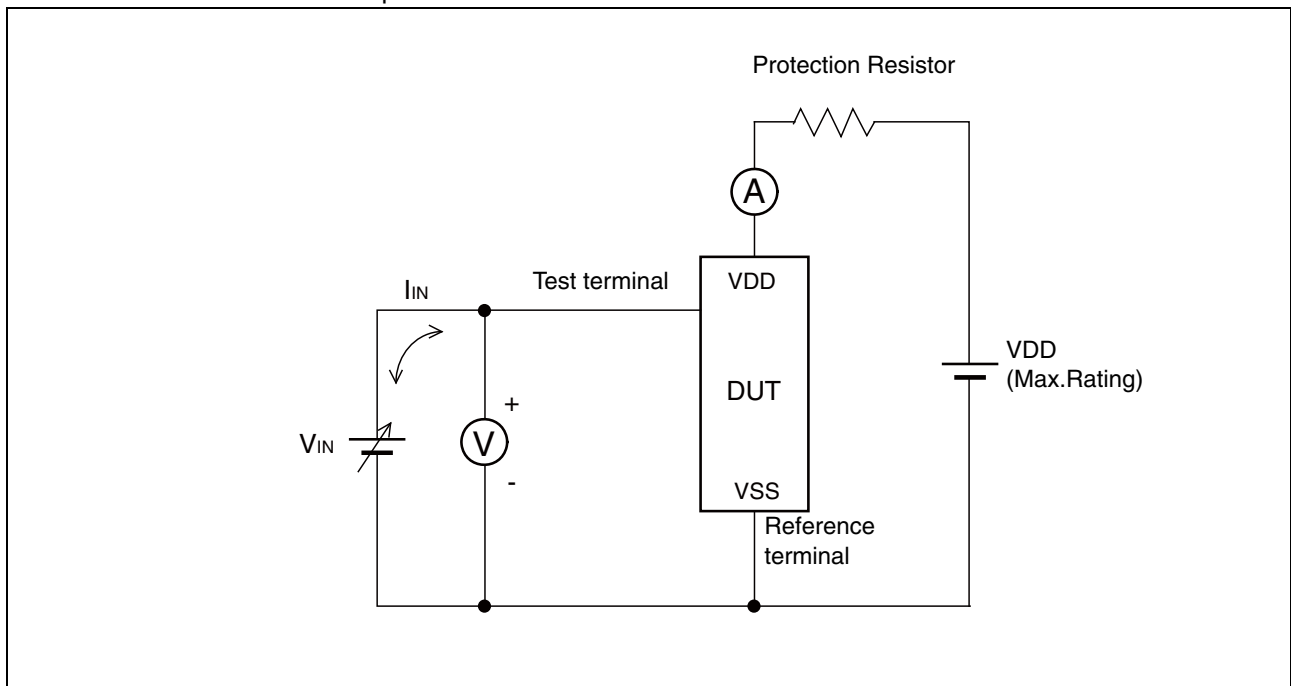 Protection Resistor
A
Test terminal
VDD
IIN
VDD
(Max.Rating)
DUT
+
VIN
V
-
VSS
Reference
terminal